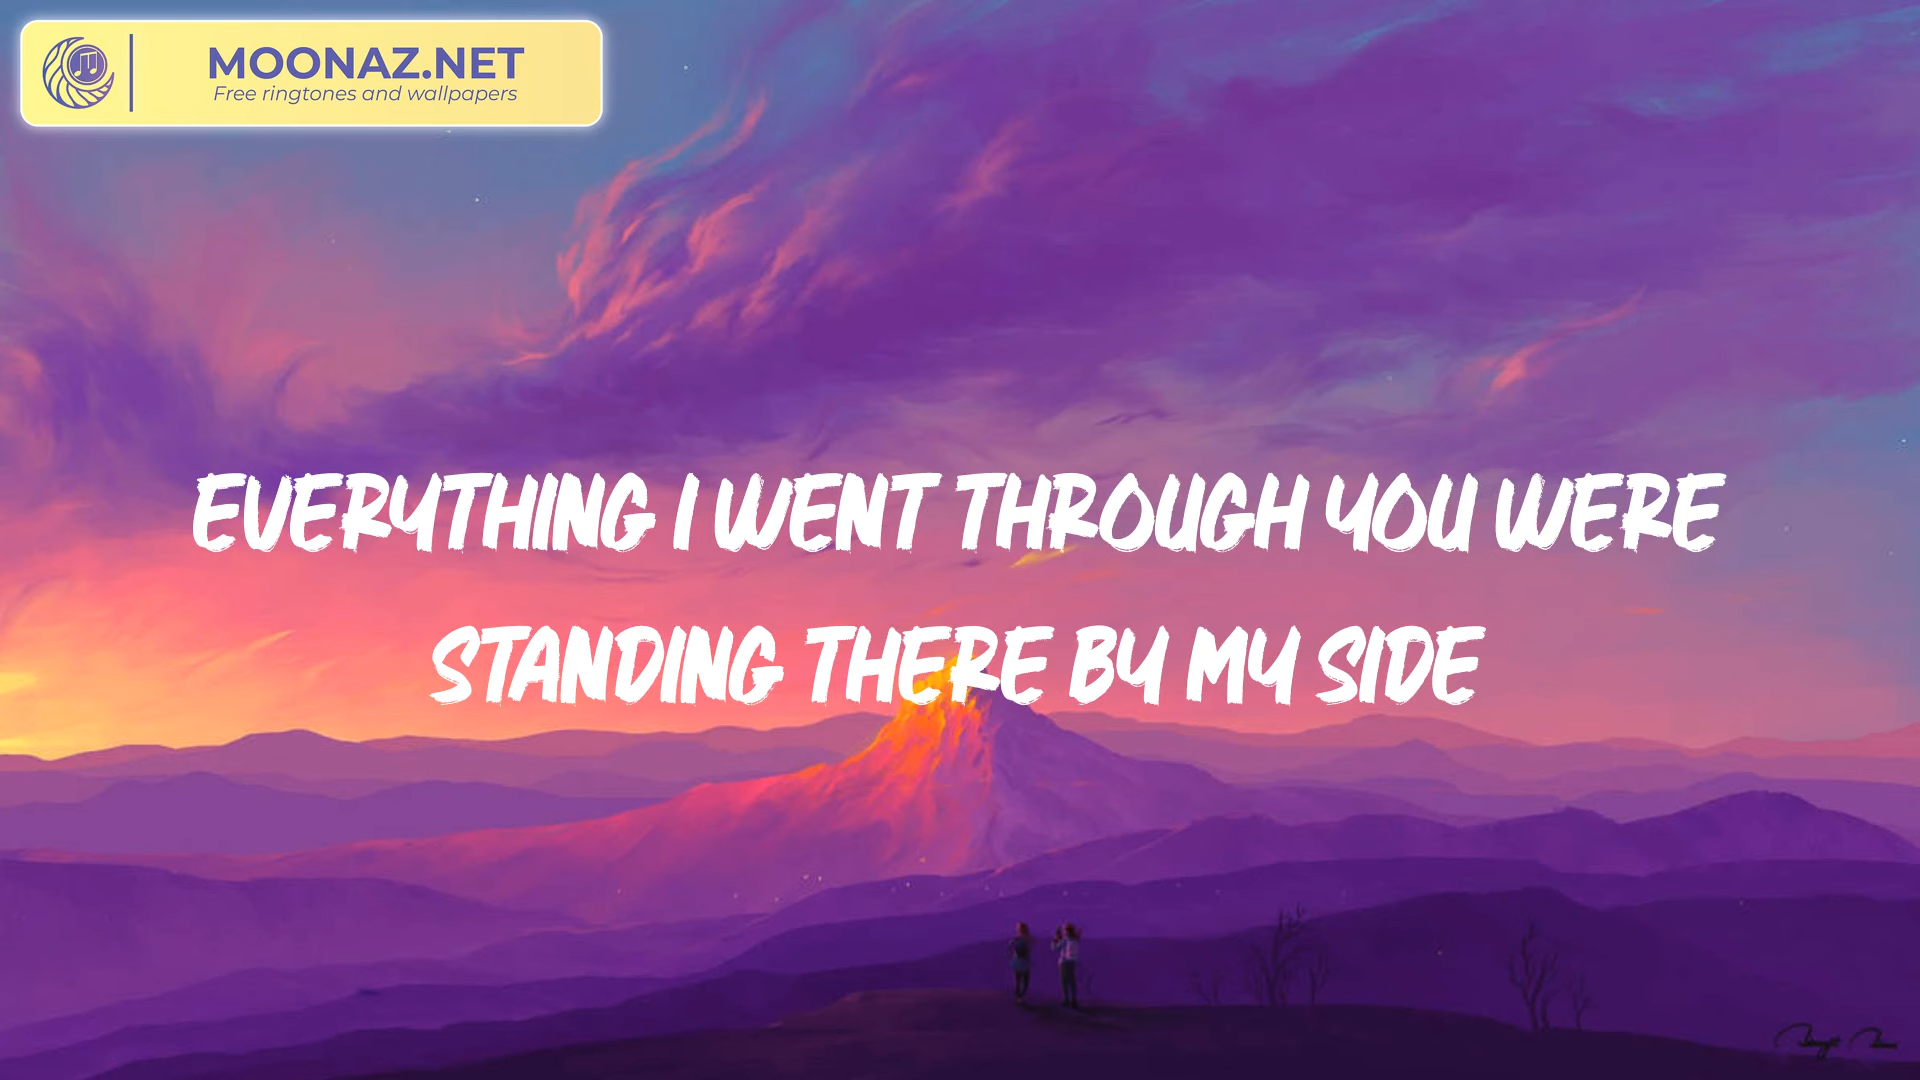 MOONAZ.NET
Free ringtones and wallpapers
EVERYTHING I WENT THROUGH YOU WERE
STANDING THERE BY MY SIDE